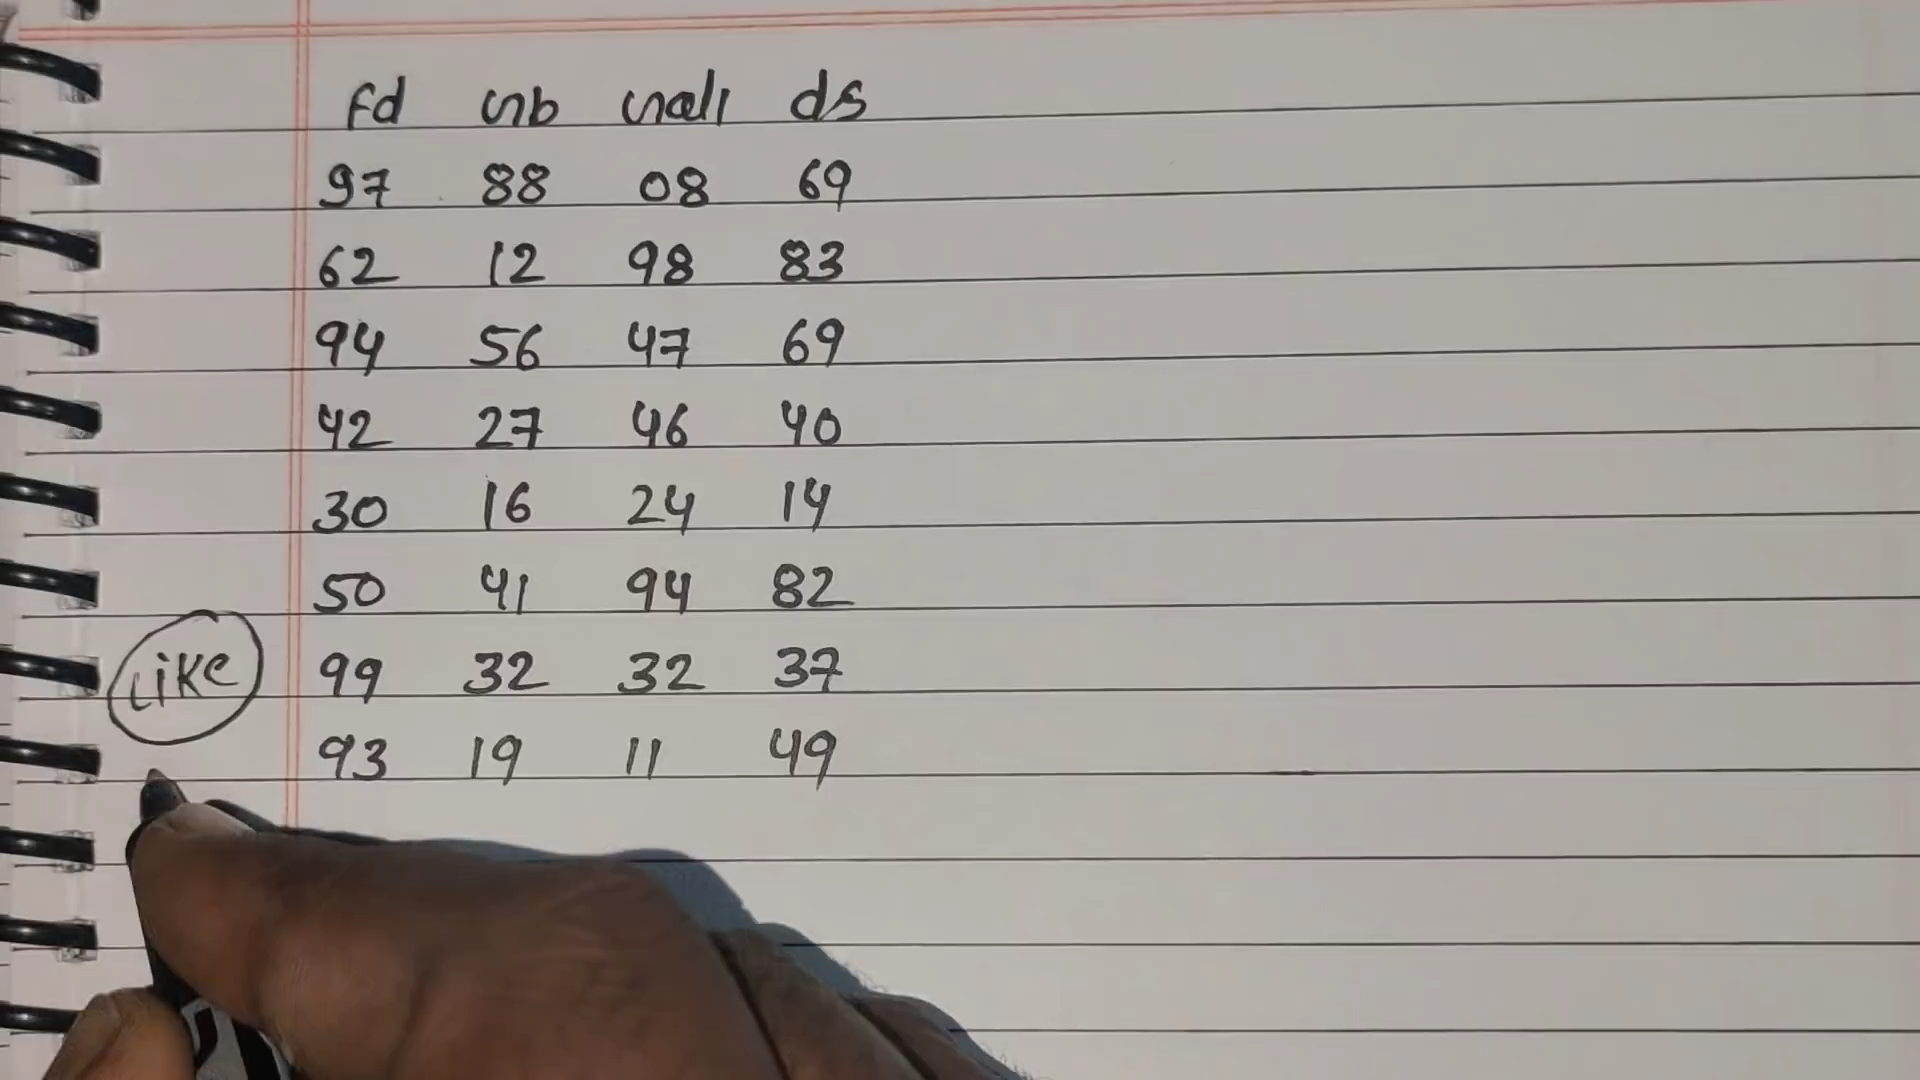 Fd GB Gali dS
97 88 08 69
62 12 98 83
94 56 47 69
42 27 46 40
30 16 24 14
50 41 94 82
Like 99 32 32 37
93 19 11 49